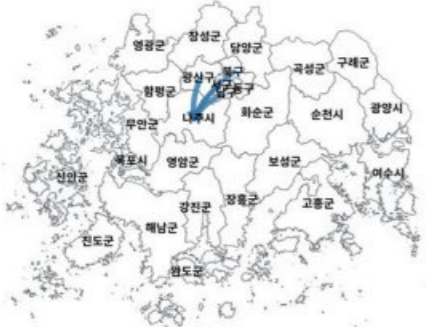 장성군
영광군
담양군
구례군
곡성군
북구
광산구
함평군
광양시
나주시
화순군
순천시
무안군
목포시
영암군
보성군
여수시
신안군
장흥군
강진군
고흥군
해남군
진도군
완도군